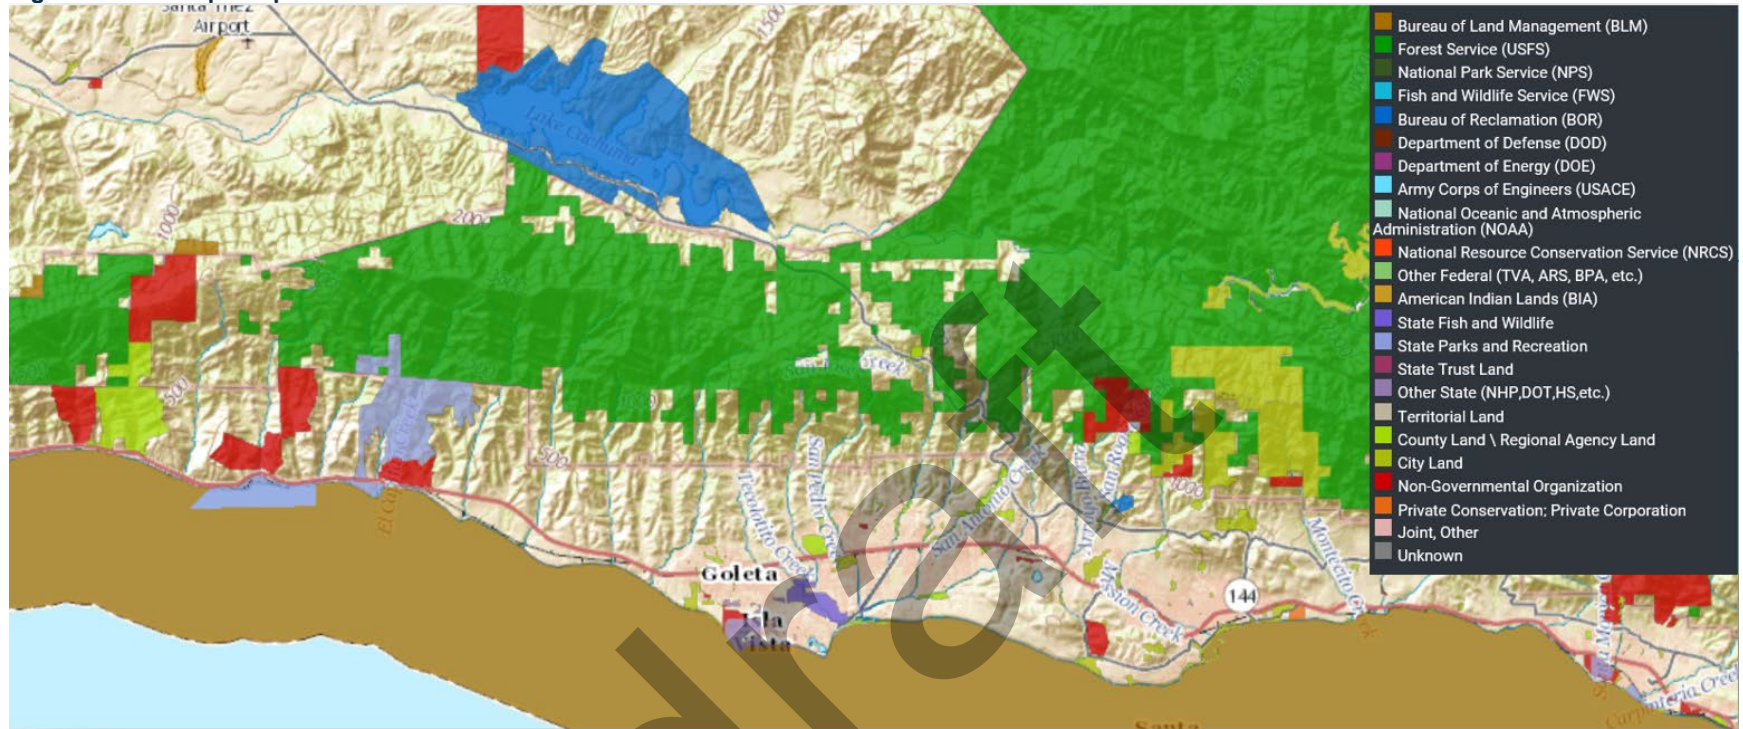 Airport
1500
Lake Cachuma
1000
2000
500
500
1000
Creek
San Pedro Creek
Tecolotito Creek
San Antonio Creek
Mission Creek
Montecito Creek
Goleta
Isla
Vista
144
Santa
Carpinteria Creek
draft
Bureau of Land Management (BLM)
Forest Service (USFS)
National Park Service (NPS)
Fish and Wildlife Service (FWS)
Bureau of Reclamation (BOR)
Department of Defense (DOD)
Department of Energy (DOE)
Army Corps of Engineers (USACE)
National Oceanic and Atmospheric
Administration (NOAA)
National Resource Conservation Service (NRCS)
Other Federal (TVA, ARS, BPA, etc.)
American Indian Lands (BIA)
State Fish and Wildlife
State Parks and Recreation
State Trust Land
Other State (NHP,DOT,HS,etc.)
Territorial Land
County Land \ Regional Agency Land
City Land
Non-Governmental Organization
Private Conservation; Private Corporation
Joint, Other
Unknown